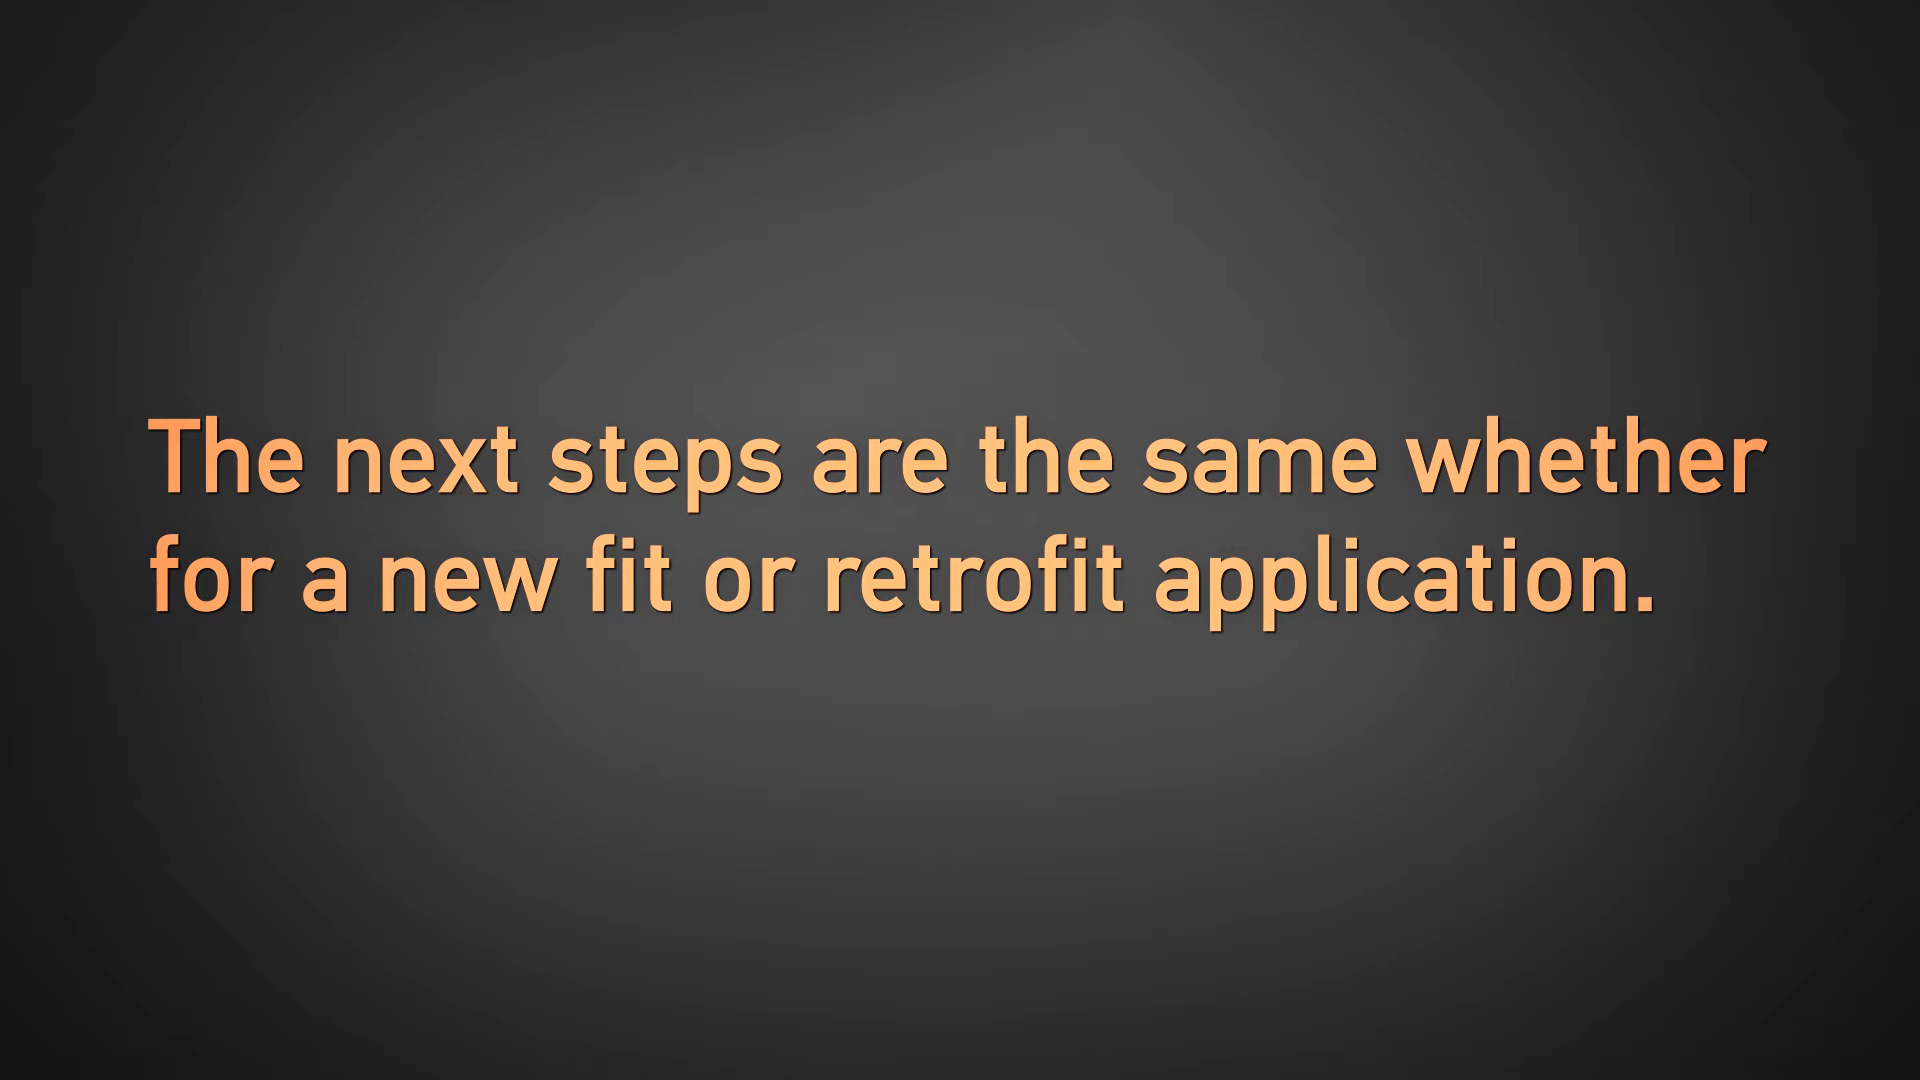 The next steps are the same whether
for a new fit or retrofit application.